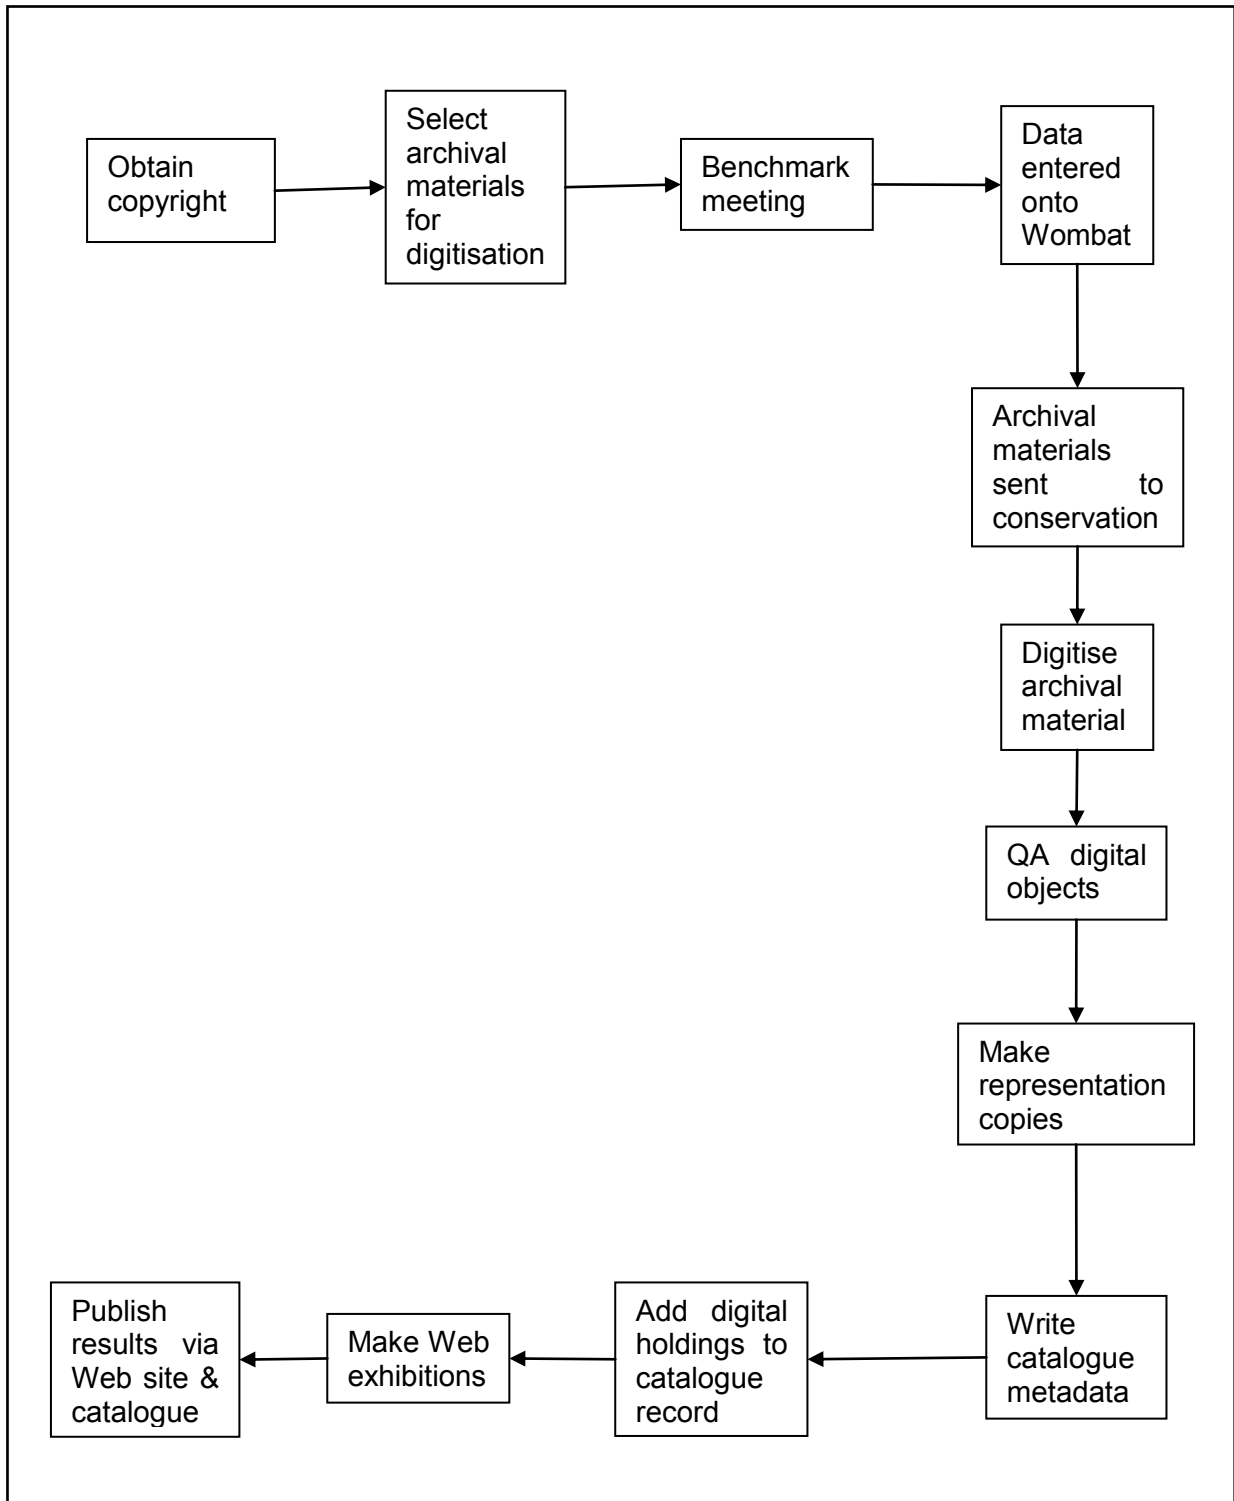 Obtain
copyright
Select
archival
materials
for
digitisation
Benchmark
meeting
Data
entered
onto
Wombat
Archival
materials
sent to
conservation
Digitise
archival
material
QA digital
objects
Make
representation
copies
Write
catalogue
metadata
Add digital
holdings to
catalogue
record
Make Web
exhibitions
Publish
results via
Web site &
catalogue